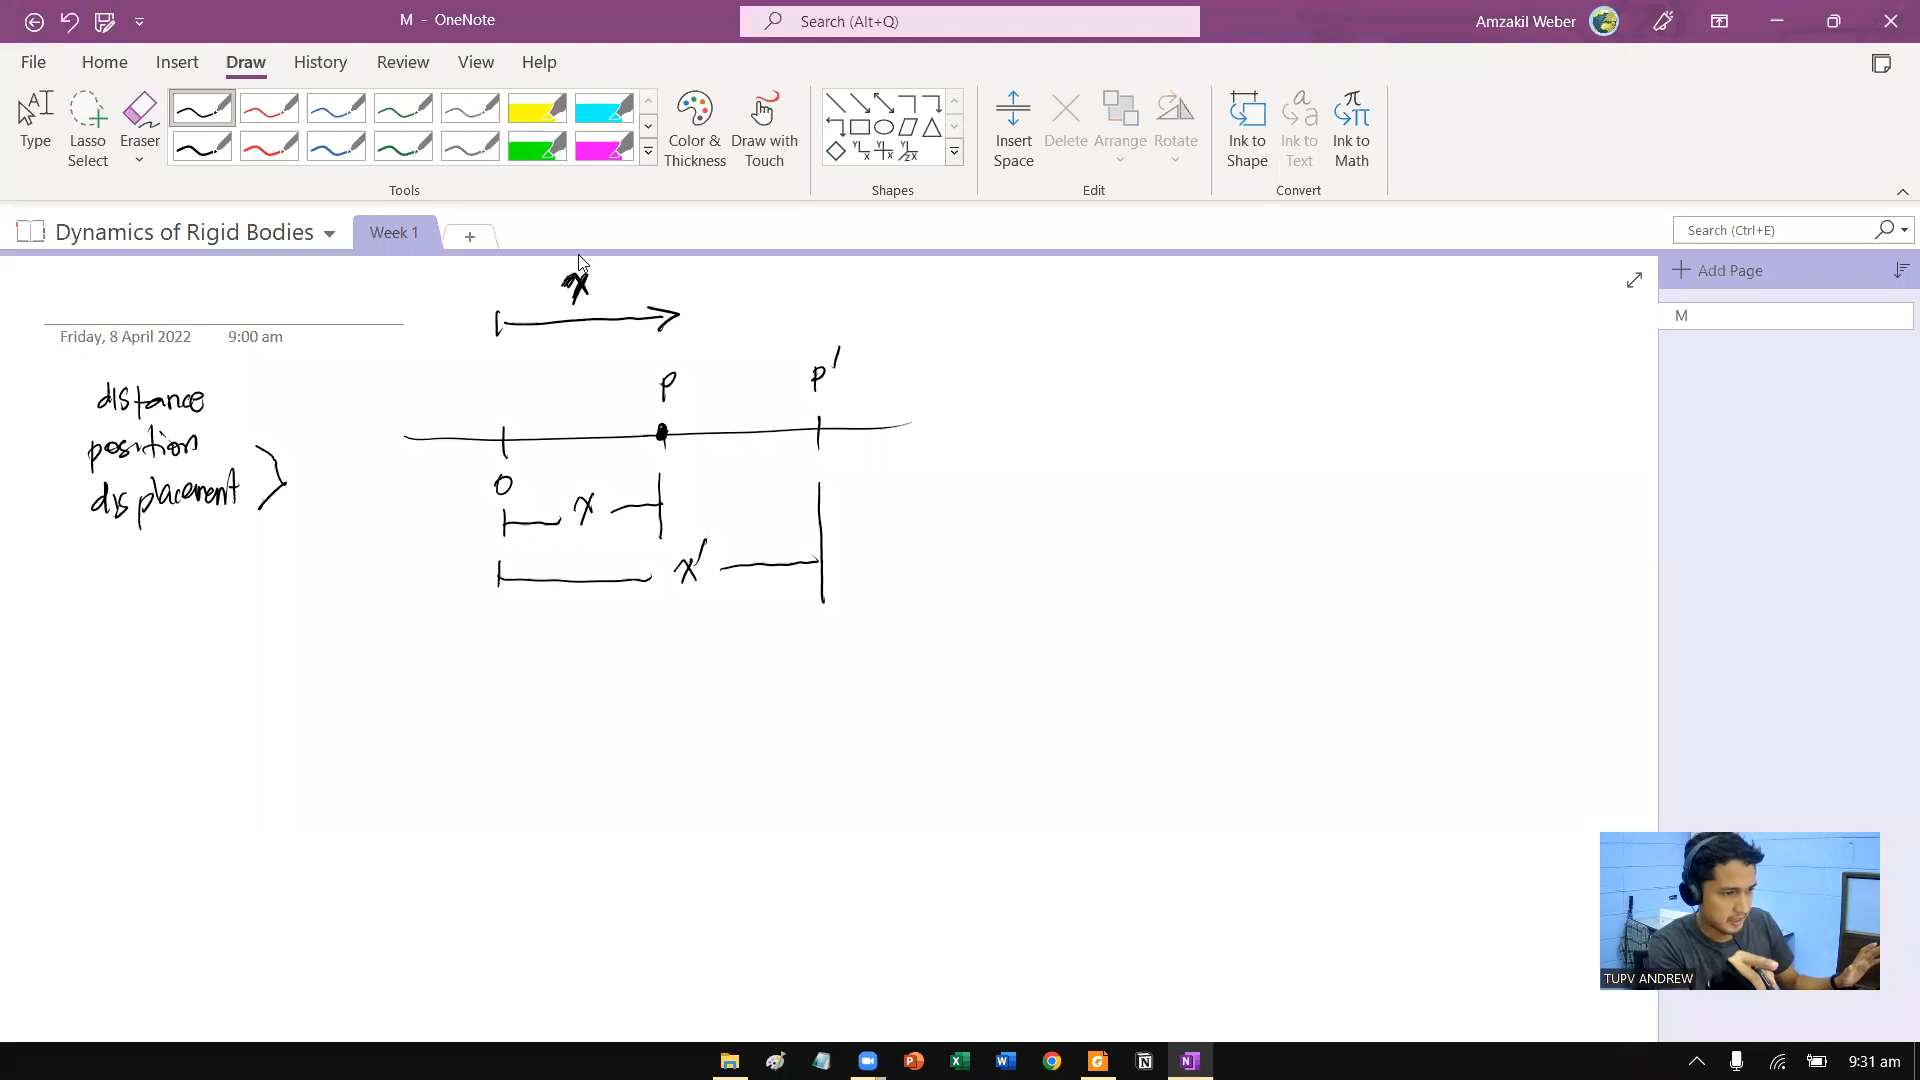 M - OneNote
Search (Alt+Q)
Amzakil Weber
File Home Insert Draw History Review View Help
Type
Lasso Select
Eraser
Color & Thickness
Draw with Touch
Insert Space
Delete
Arrange
Rotate
Ink to Shape
Ink to Text
Ink to Math
Tools
Shapes
Edit
Convert
Dynamics of Rigid Bodies
Week 1
Search (Ctrl+E)
Add Page
M
x
Friday, 8 April 2022 9:00 am
distance
position
displacement
P P'
O
x
x'
TUPV ANDREW
9:31 am